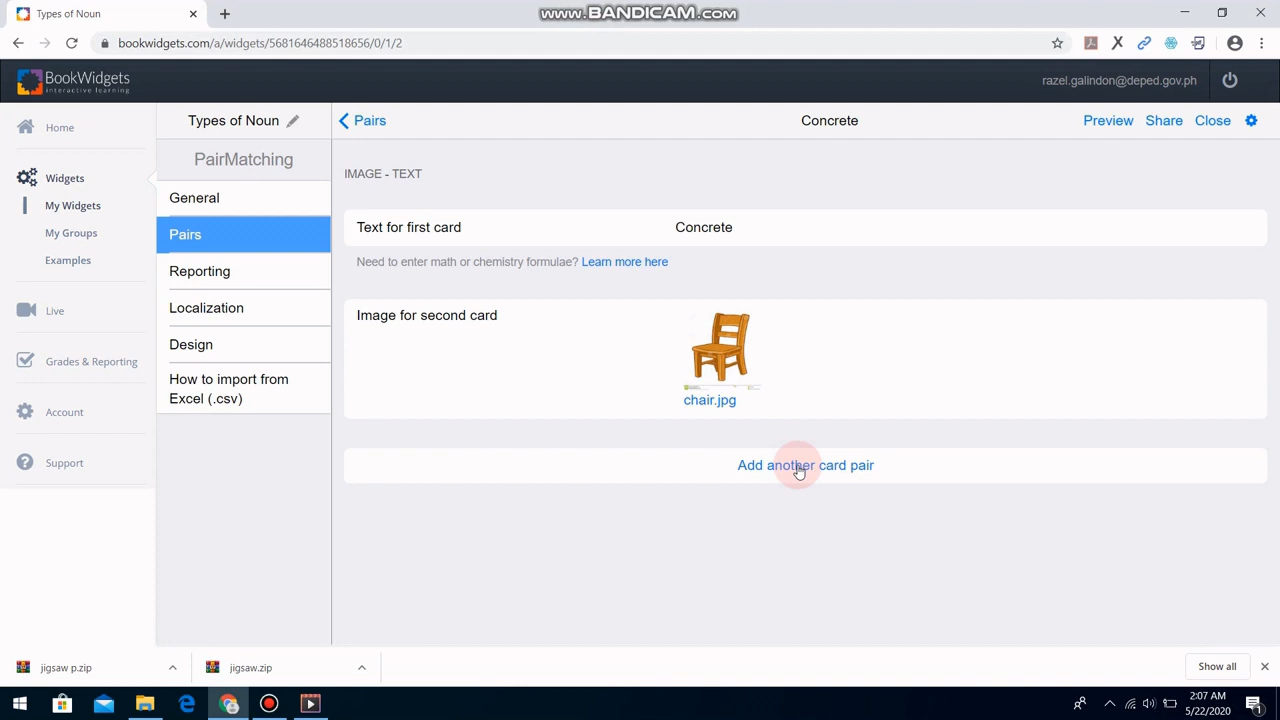 Types of Noun
www.BANDICAM.com
bookwidgets.com/a/widgets/5681646488518656/0/1/2
BookWidgets
interactive learning
razel.galindon@deped.gov.ph
Home
Widgets
My Widgets
My Groups
Examples
Live
Grades & Reporting
Account
Support
Types of Noun
PairMatching
General
Pairs
Reporting
Localization
Design
How to import from
Excel (.csv)
Pairs
Concrete
Preview Share Close
IMAGE - TEXT
Text for first card Concrete
Need to enter math or chemistry formulae? Learn more here
Image for second card
chair.jpg
Add another card pair
jigsaw p.zip
jigsaw.zip
Show all
2:07 AM
5/22/2020
1